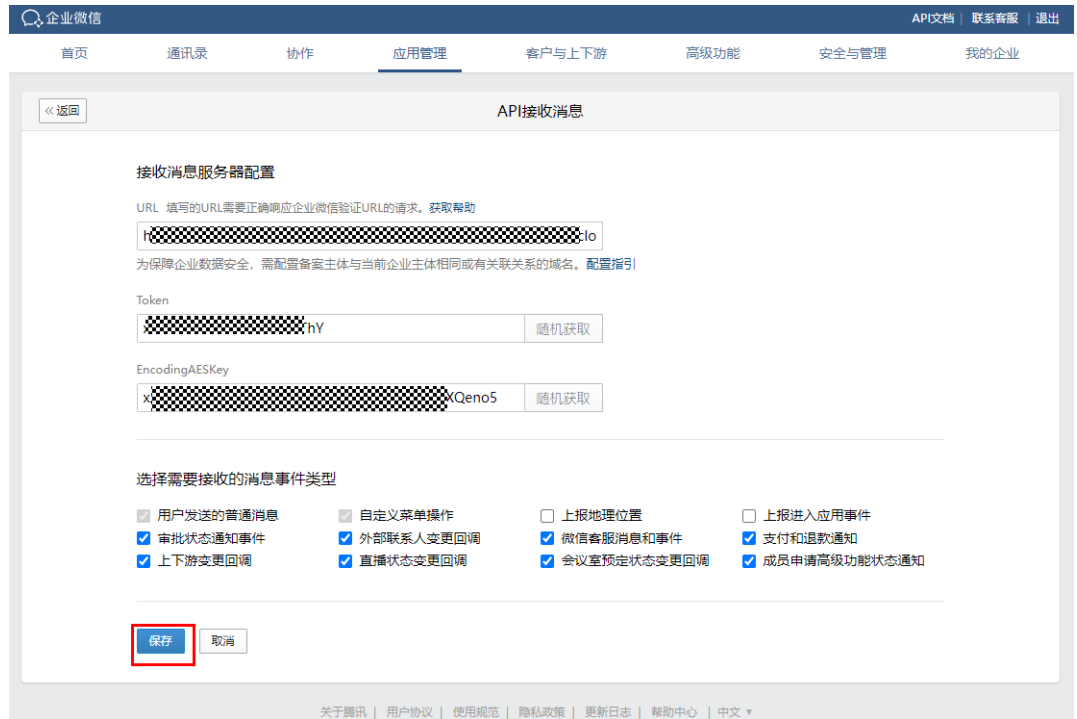 企业微信
API文档 | 联系客服 | 退出
首页 通讯录 协作 应用管理 客户与上下游 高级功能 安全与管理 我的企业
«返回 API接收消息
接收消息服务器配置
URL 填写的URL需要正确响应企业微信验证URL的请求。获取帮助
为保障企业数据安全，需配置备案主体与当前企业主体相同或有关联关系的域名。配置指引
Token
hY 随机获取
EncodingAESKey
x XQeno5 随机获取
选择需要接收的消息事件类型
用户发送的普通消息 自定义菜单操作 上报地理位置 上报进入应用事件
审批状态通知事件 外部联系人变更回调 微信客服消息和事件 支付和退款通知
上下游变更回调 直播状态变更回调 会议室预定状态变更回调 成员申请高级功能状态通知
保存 取消
关于腾讯 | 用户协议 | 使用规范 | 隐私政策 | 更新日志 | 帮助中心 | 中文 ▼